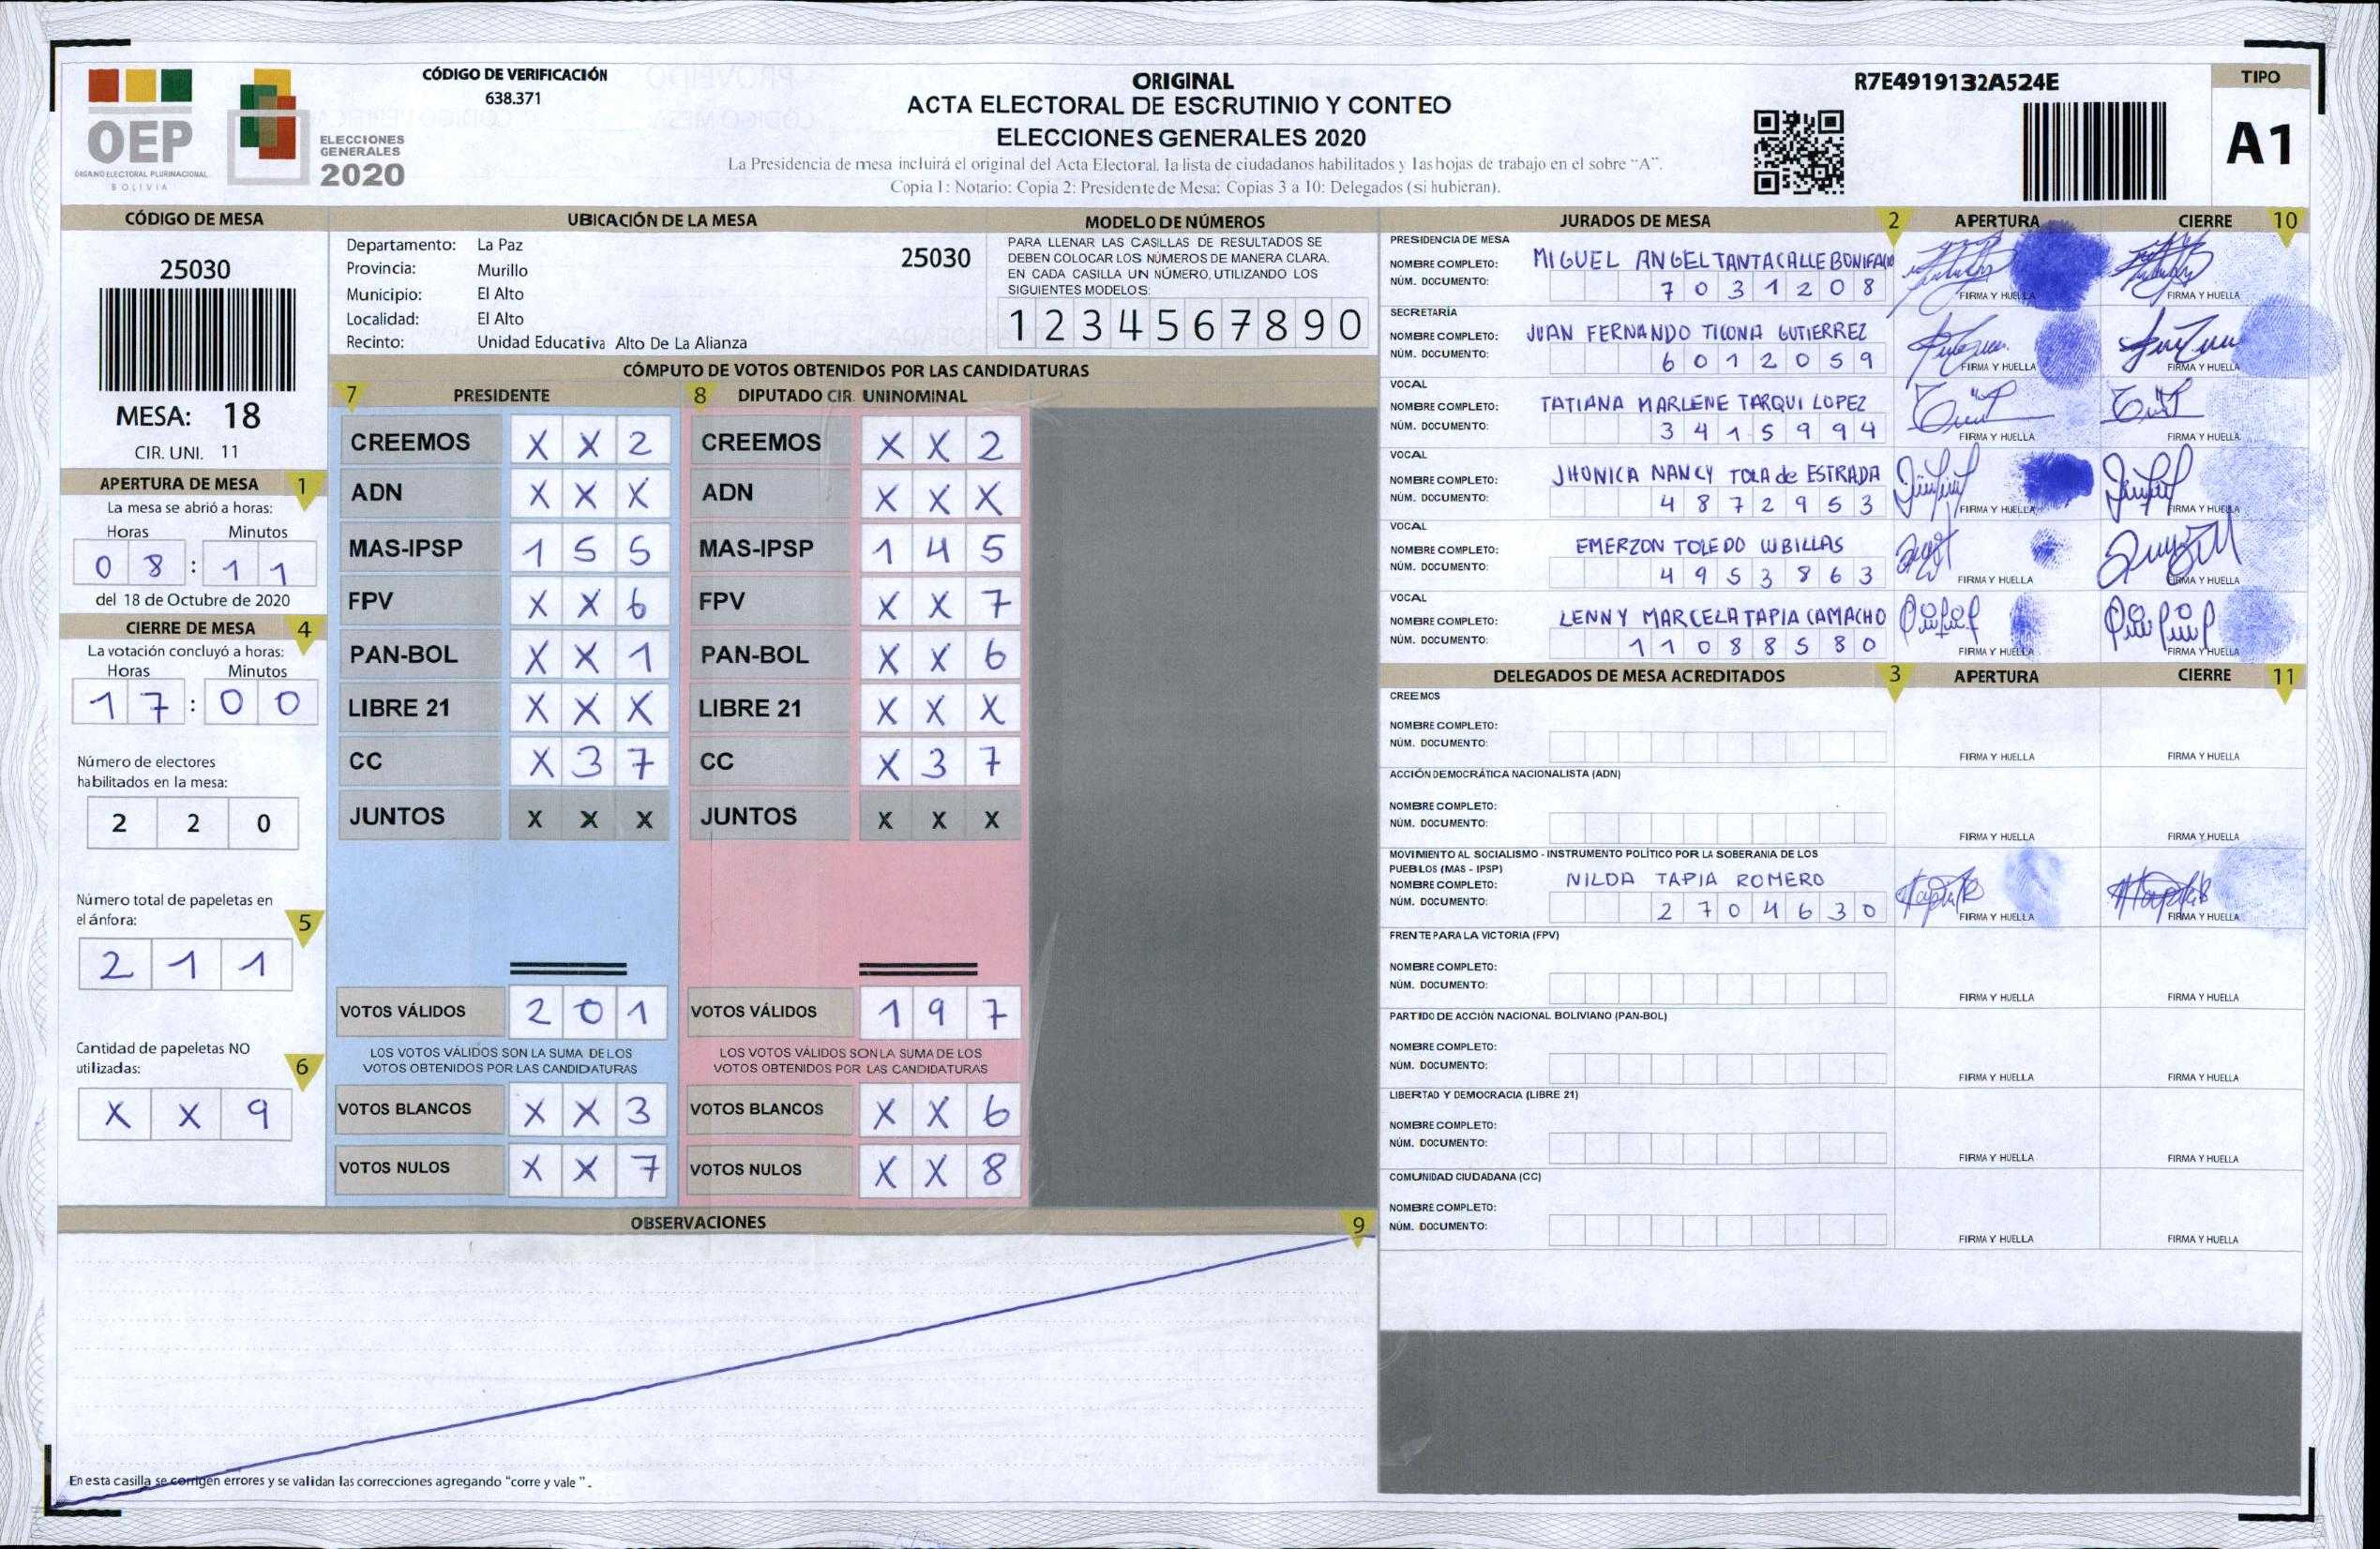 OEP
ÓRGANO ELECTORAL PLURINACIONAL
BOLIVIA
ELECCIONES
GENERALES
2020
CÓDIGO DE VERIFICACIÓN
638.371
ORIGINAL
ACTA ELECTORAL DE ESCRUTINIO Y CONTEO
ELECCIONES GENERALES 2020
La Presidencia de mesa incluirá el original del Acta Electoral, la lista de ciudadanos habilitados y las hojas de trabajo en el sobre "A".
Copia 1: Notario; Copia 2: Presidente de Mesa; Copias 3 a 10: Delegados (si hubieran).
R7E4919132A524E
TIPO
A1
CÓDIGO DE MESA
25030
MESA: 18
CIR. UNI. 11
APERTURA DE MESA 1
La mesa se abrió a horas:
Horas Minutos
0 8 : 1 1
del 18 de Octubre de 2020
CIERRE DE MESA 4
La votación concluyó a horas:
Horas Minutos
1 7 : 0 0
Número de electores
habilitados en la mesa:
2 2 0
Número total de papeletas en
el ánfora: 5
2 1 1
Cantidad de papeletas NO
utilizadas: 6
X X 9
UBICACIÓN DE LA MESA
Departamento: La Paz
Provincia: Murillo
Municipio: El Alto
Localidad: El Alto
Recinto: Unidad Educativa Alto De La Alianza
25030
MODELO DE NÚMEROS
PARA LLENAR LAS CASILLAS DE RESULTADOS SE
DEBEN COLOCAR LOS NÚMEROS DE MANERA CLARA.
EN CADA CASILLA UN NÚMERO, UTILIZANDO LOS
SIGUIENTES MODELOS:
1 2 3 4 5 6 7 8 9 0
CÓMPUTO DE VOTOS OBTENIDOS POR LAS CANDIDATURAS
7 PRESIDENTE 8 DIPUTADO CIR. UNINOMINAL
CREEMOS X X 2 CREEMOS X X 2
ADN X X X ADN X X X
MAS-IPSP 1 5 5 MAS-IPSP 1 4 5
FPV X X 6 FPV X X 7
PAN-BOL X X 1 PAN-BOL X X 6
LIBRE 21 X X X LIBRE 21 X X X
CC X 3 7 CC X 3 7
JUNTOS X X X JUNTOS X X X
VOTOS VÁLIDOS 2 0 1 VOTOS VÁLIDOS 1 9 7
LOS VOTOS VÁLIDOS SON LA SUMA DE LOS LOS VOTOS VÁLIDOS SON LA SUMA DE LOS
VOTOS OBTENIDOS POR LAS CANDIDATURAS VOTOS OBTENIDOS POR LAS CANDIDATURAS
VOTOS BLANCOS X X 3 VOTOS BLANCOS X X 6
VOTOS NULOS X X 7 VOTOS NULOS X X 8
OBSERVACIONES 9
En esta casilla se corrigen errores y se validan las correcciones agregando "corre y vale".
JURADOS DE MESA 2 APERTURA CIERRE 10
PRESIDENCIA DE MESA
NOMBRE COMPLETO: MIGUEL ANGEL TANTACALLE BONIFACIO
NÚM. DOCUMENTO: 7 0 3 1 2 0 8 FIRMA Y HUELLA FIRMA Y HUELLA
SECRETARÍA
NOMBRE COMPLETO: JUAN FERNANDO TICONA GUTIERREZ
NÚM. DOCUMENTO: 6 0 1 2 0 5 9 FIRMA Y HUELLA FIRMA Y HUELLA
VOCAL
NOMBRE COMPLETO: TATIANA MARLENE TARQUI LOPEZ
NÚM. DOCUMENTO: 3 4 1 5 9 9 4 FIRMA Y HUELLA FIRMA Y HUELLA
VOCAL
NOMBRE COMPLETO: JHONICA NANCY TOLA de ESTRADA
NÚM. DOCUMENTO: 4 8 7 2 9 5 3 FIRMA Y HUELLA FIRMA Y HUELLA
VOCAL
NOMBRE COMPLETO: EMERZON TOLEDO
NÚM. DOCUMENTO: 4 9 5 3 8 6 3 FIRMA Y HUELLA FIRMA Y HUELLA
VOCAL
NOMBRE COMPLETO: LENNY MARCELA TAPIA CAMACHO
NÚM. DOCUMENTO: 1 1 0 8 8 5 8 0 FIRMA Y HUELLA FIRMA Y HUELLA
DELEGADOS DE MESA ACREDITADOS 3 APERTURA CIERRE 11
CREEMOS
NOMBRE COMPLETO:
NÚM. DOCUMENTO: FIRMA Y HUELLA FIRMA Y HUELLA
ACCIÓN DEMOCRÁTICA NACIONALISTA (ADN)
NOMBRE COMPLETO:
NÚM. DOCUMENTO: FIRMA Y HUELLA FIRMA Y HUELLA
MOVIMIENTO AL SOCIALISMO - INSTRUMENTO POLÍTICO POR LA SOBERANIA DE LOS
PUEBLOS (MAS - IPSP)
NOMBRE COMPLETO: NILDA TAPIA ROMERO
NÚM. DOCUMENTO: 2 7 0 4 6 3 0 FIRMA Y HUELLA FIRMA Y HUELLA
FRENTE PARA LA VICTORIA (FPV)
NOMBRE COMPLETO:
NÚM. DOCUMENTO: FIRMA Y HUELLA FIRMA Y HUELLA
PARTIDO DE ACCIÓN NACIONAL BOLIVIANO (PAN-BOL)
NOMBRE COMPLETO:
NÚM. DOCUMENTO: FIRMA Y HUELLA FIRMA Y HUELLA
LIBERTAD Y DEMOCRACIA (LIBRE 21)
NOMBRE COMPLETO:
NÚM. DOCUMENTO: FIRMA Y HUELLA FIRMA Y HUELLA
COMUNIDAD CIUDADANA (CC)
NOMBRE COMPLETO:
NÚM. DOCUMENTO: FIRMA Y HUELLA FIRMA Y HUELLA